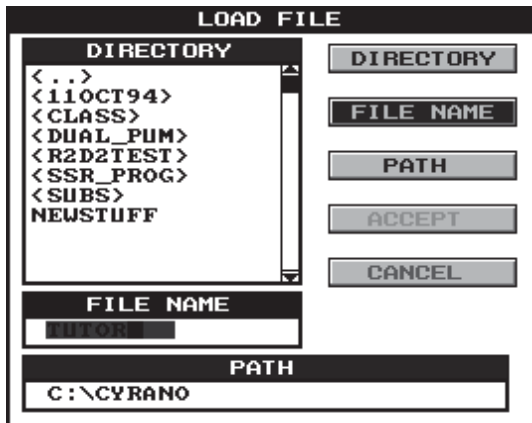 LOAD FILE
DIRECTORY
<..>
<11OCT94>
<CLASS>
<DUAL_PUM>
<R2D2TEST>
<SSR_PROG>
<SUBS>
NEWSTUFF
FILE NAME
TUTOR
PATH
C:\CYRANO
DIRECTORY
FILE NAME
PATH
ACCEPT
CANCEL